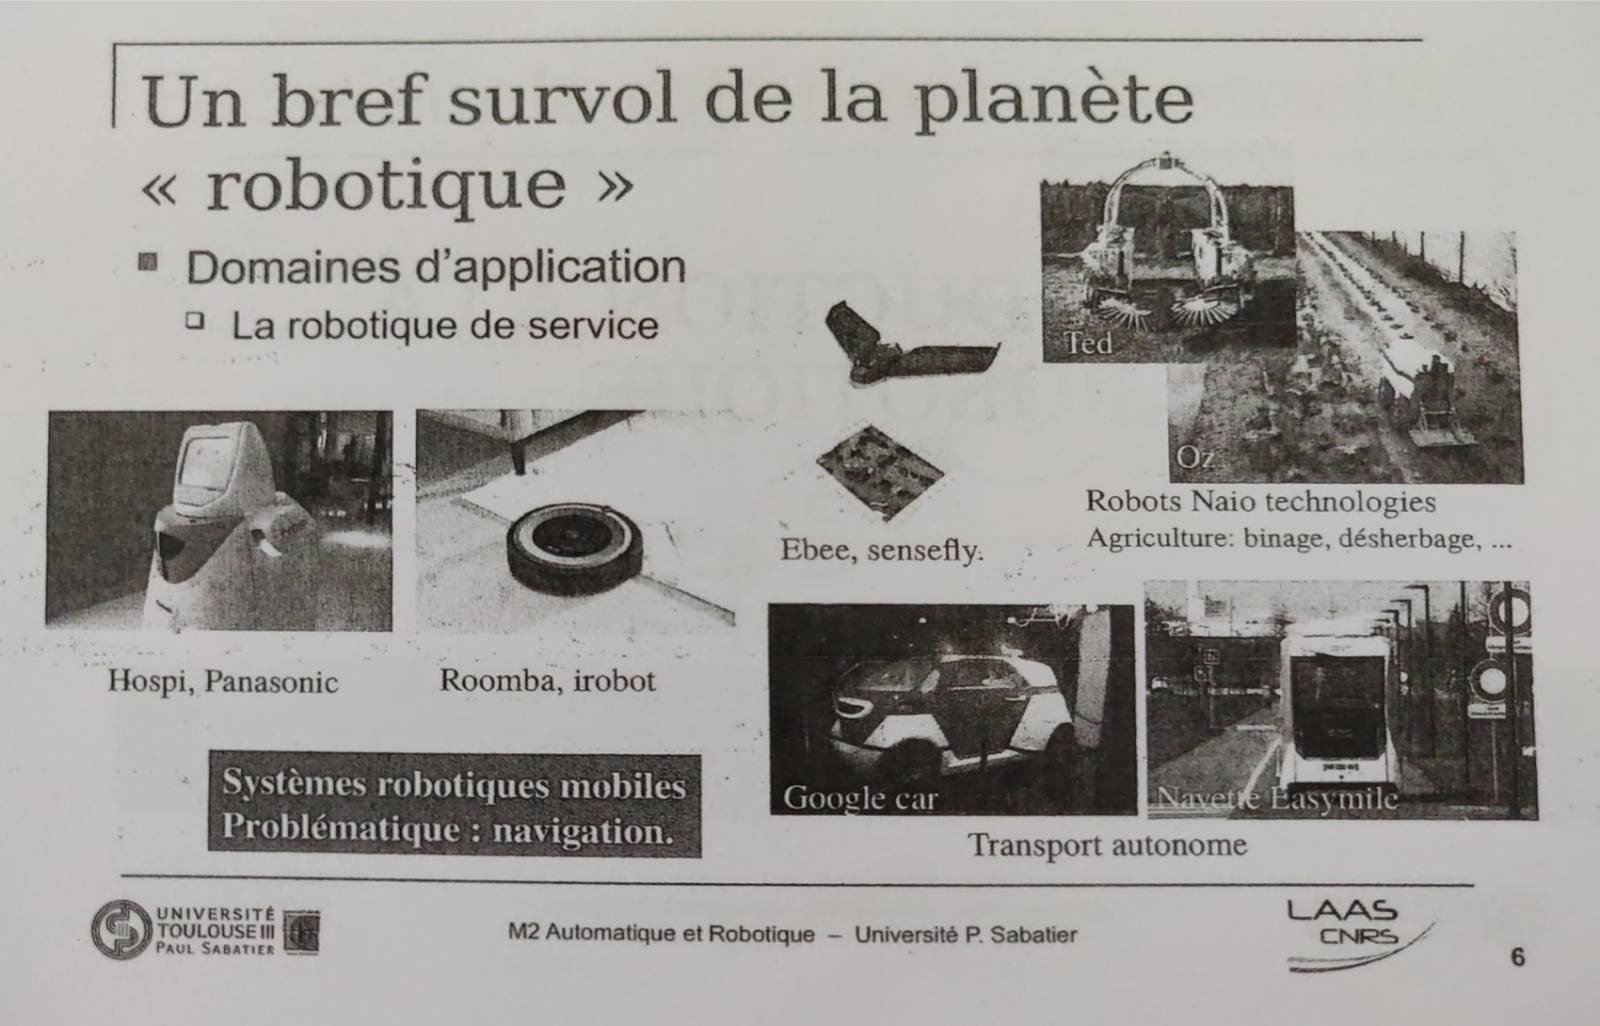 Un bref survol de la planète
« robotique »
Domaines d'application
La robotique de service
Ted
Oz
Robots Naio technologies
Agriculture: binage, désherbage, ...
Ebee, sensefly.
Hospi, Panasonic
Roomba, irobot
Google car
Navette Easymile
Transport autonome
Systèmes robotiques mobiles
Problématique : navigation.
UNIVERSITÉ
TOULOUSE III
PAUL SABATIER
M2 Automatique et Robotique – Université P. Sabatier
LAAS
CNRS
6